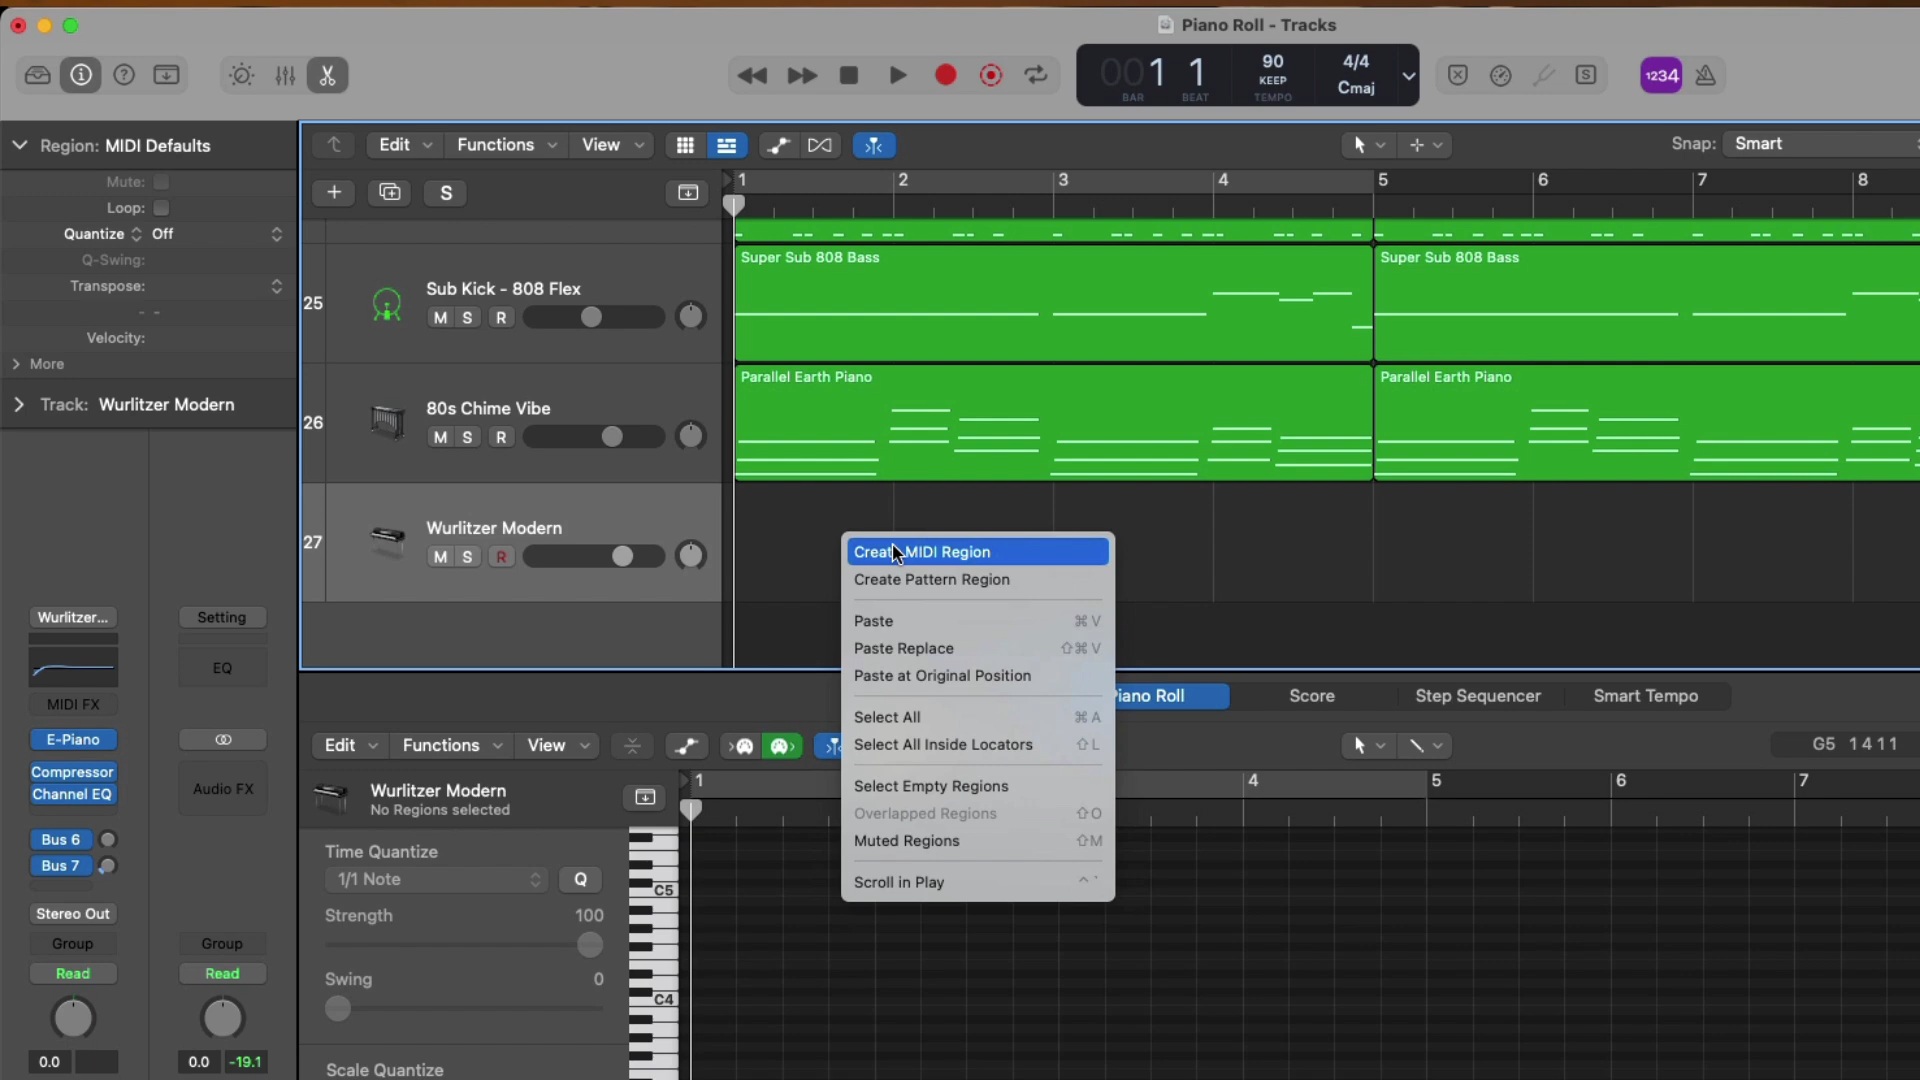 Piano Roll - Tracks
00 1 1
BAR BEAT
90
KEEP
TEMPO
4/4
Cmaj
1234
Region: MIDI Defaults
Mute:
Loop:
Quantize Off
Q-Swing:
Transpose:
- -
Velocity:
More
Track: Wurlitzer Modern
Edit Functions View
Snap: Smart
S
1 2 3 4 5 6 7 8
25
Sub Kick - 808 Flex
M S R
Super Sub 808 Bass
Super Sub 808 Bass
26
80s Chime Vibe
M S R
Parallel Earth Piano
Parallel Earth Piano
27
Wurlitzer Modern
M S R
Create MIDI Region
Create Pattern Region
Paste ⌘ V
Paste Replace ⇧⌘ V
Paste at Original Position
Select All ⌘ A
Select All Inside Locators ⇧L
Select Empty Regions
Overlapped Regions ⇧O
Muted Regions ⇧M
Scroll in Play ^ `
Piano Roll Score Step Sequencer Smart Tempo
Edit Functions View
G5 1 4 1 1
Wurlitzer Modern
No Regions selected
1 4 5 6 7
Time Quantize
1/1 Note Q
Strength 100
Swing 0
Scale Quantize
C5
C4
Wurlitzer...
MIDI FX
E-Piano
Compressor
Channel EQ
Bus 6
Bus 7
Stereo Out
Group
Read
0.0
Setting
EQ
Audio FX
Group
Read
0.0 -19.1